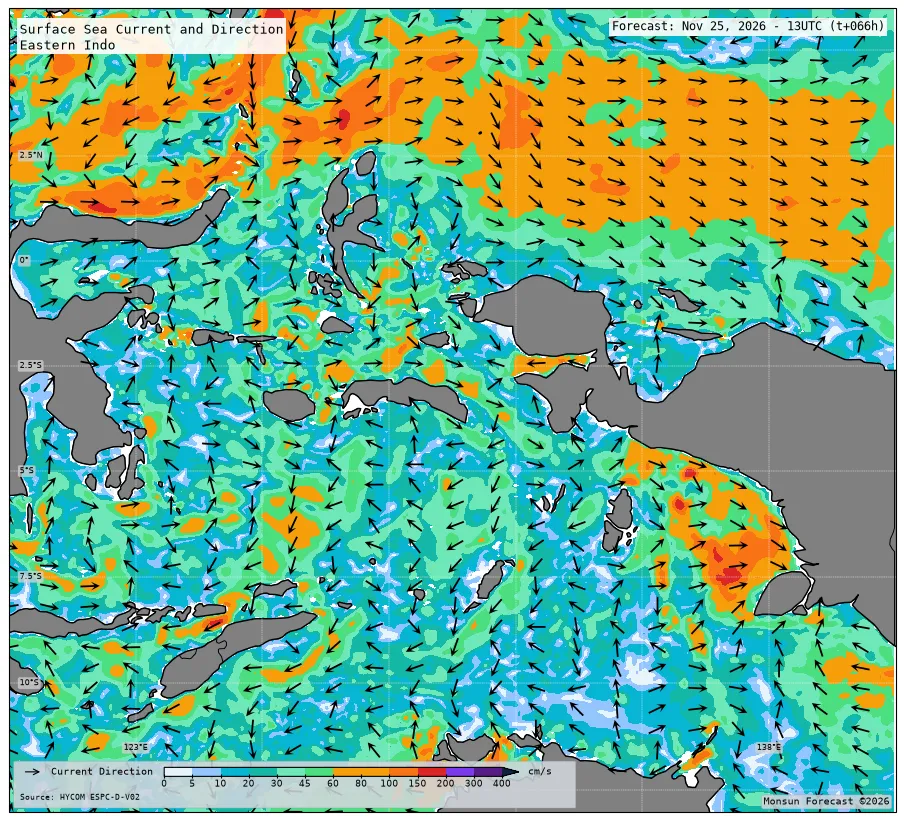 Surface Sea Current and Direction
Eastern Indo
Forecast: Nov 25, 2026 - 13UTC (t+066h)
2.5°N
0°
2.5°S
5°S
7.5°S
10°S
123°E
138°E
Current Direction
0 5 10 20 30 45 60 80 100 150 200 300 400
cm/s
Source: HYCOM ESPC-D-V02
Monsun Forecast ©2026